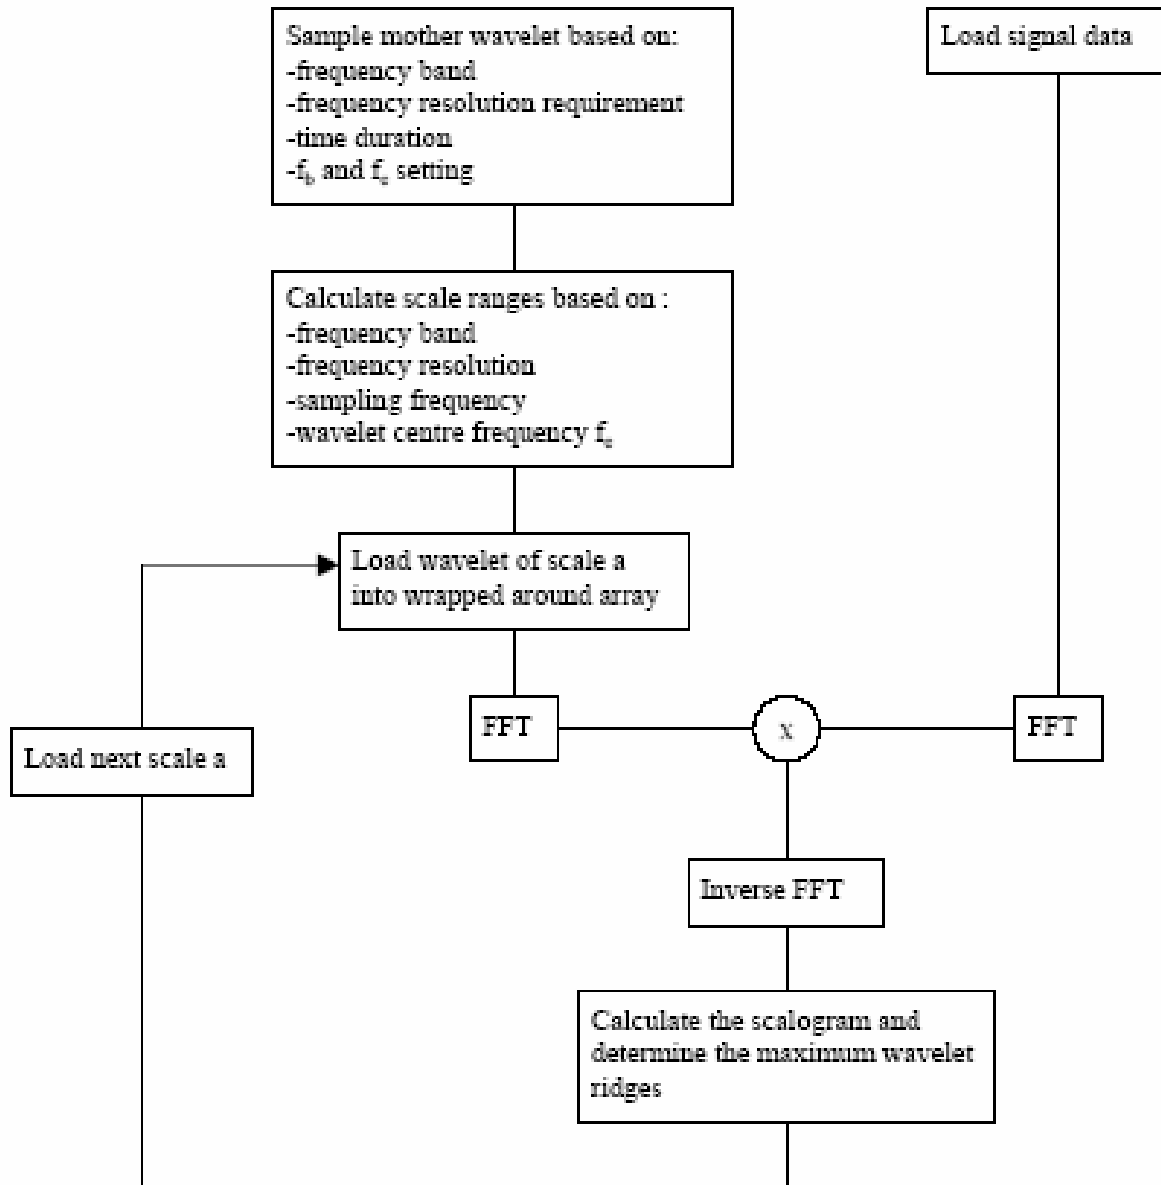 Sample mother wavelet based on:
-frequency band
-frequency resolution requirement
-time duration
-f_b and f_c setting
Load signal data
Calculate scale ranges based on :
-frequency band
-frequency resolution
-sampling frequency
-wavelet centre frequency f_c
Load wavelet of scale a
into wrapped around array
FFT
x
FFT
Load next scale a
Inverse FFT
Calculate the scalogram and
determine the maximum wavelet
ridges